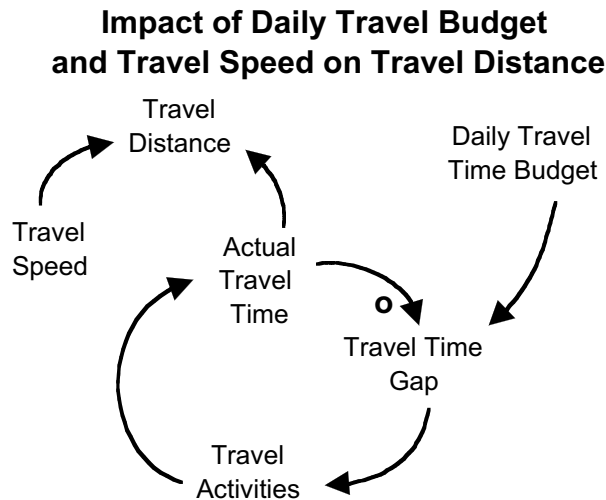 Impact of Daily Travel Budget
and Travel Speed on Travel Distance
Travel
Distance
Daily Travel
Time Budget
Travel
Speed
Actual
Travel
Time
o
Travel Time
Gap
Travel
Activities